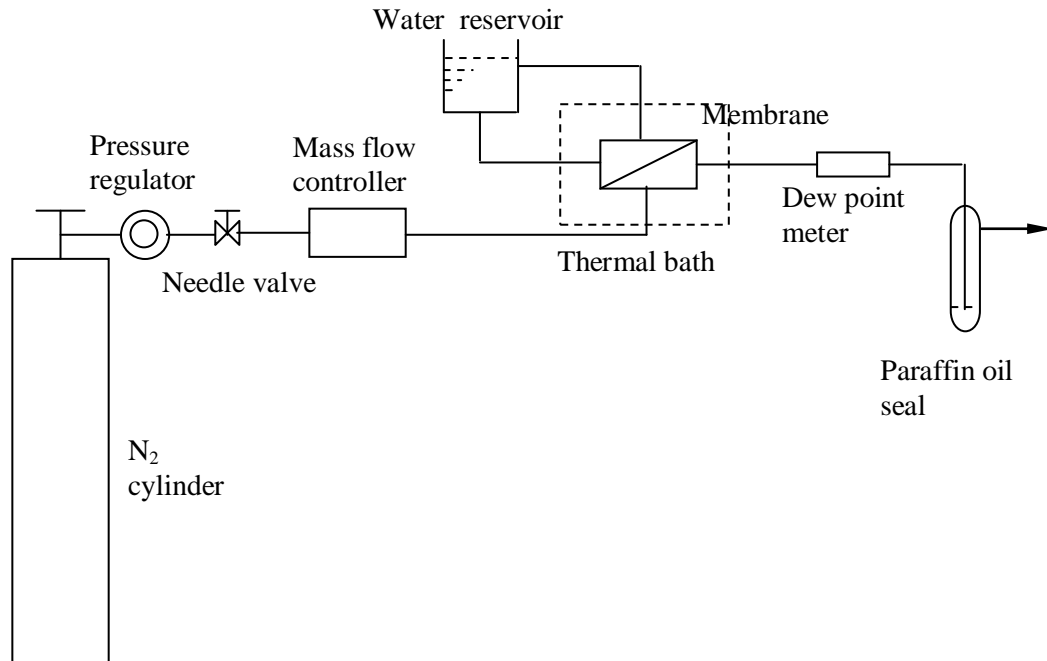 Water reservoir
Membrane
Pressure
regulator
Mass flow
controller
Dew point
meter
Thermal bath
Needle valve
Paraffin oil
seal
N₂
cylinder